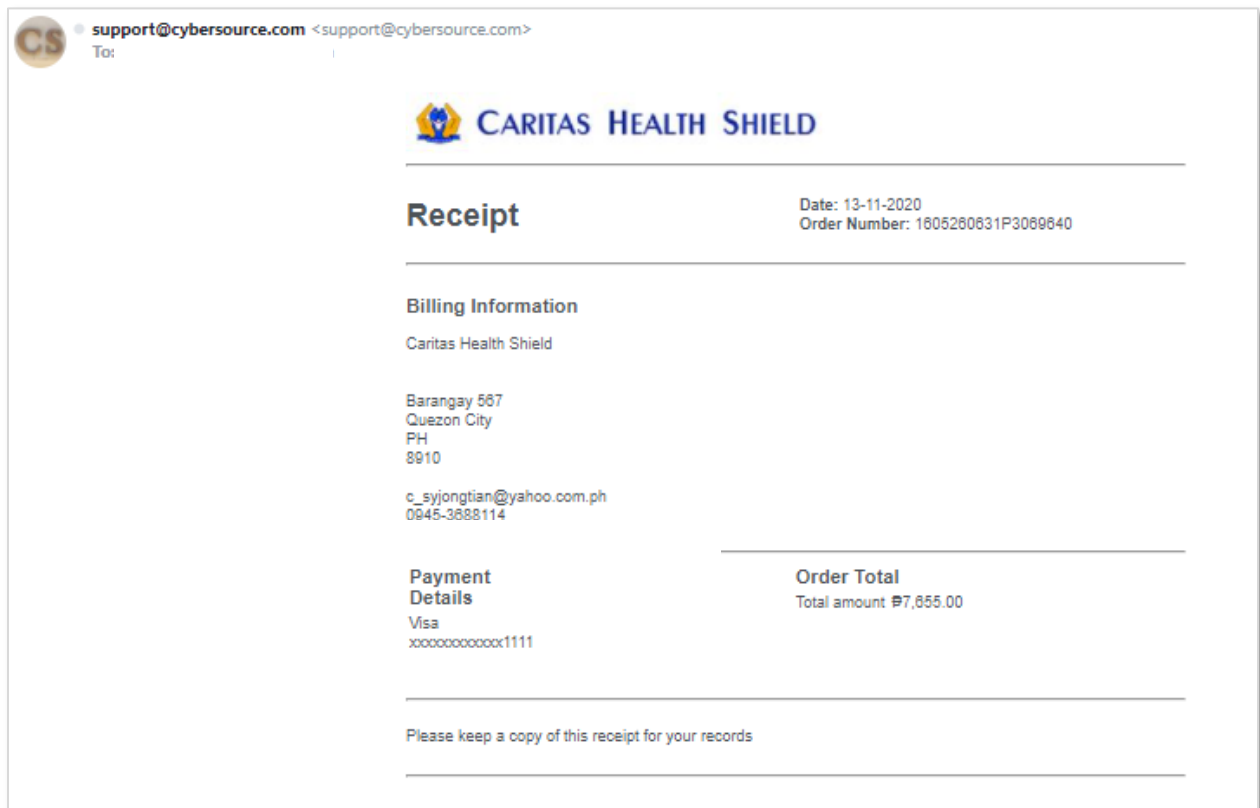 CS
support@cybersource.com <support@cybersource.com>
To:
CARITAS HEALTH SHIELD
Receipt
Date: 13-11-2020
Order Number: 1605260631P3069640
Billing Information
Caritas Health Shield
Barangay 567
Quezon City
PH
8910
c_syjongtian@yahoo.com.ph
0945-3688114
Payment
Details
Visa
xxxxxxxxxxxx1111
Order Total
Total amount ₱7,655.00
Please keep a copy of this receipt for your records